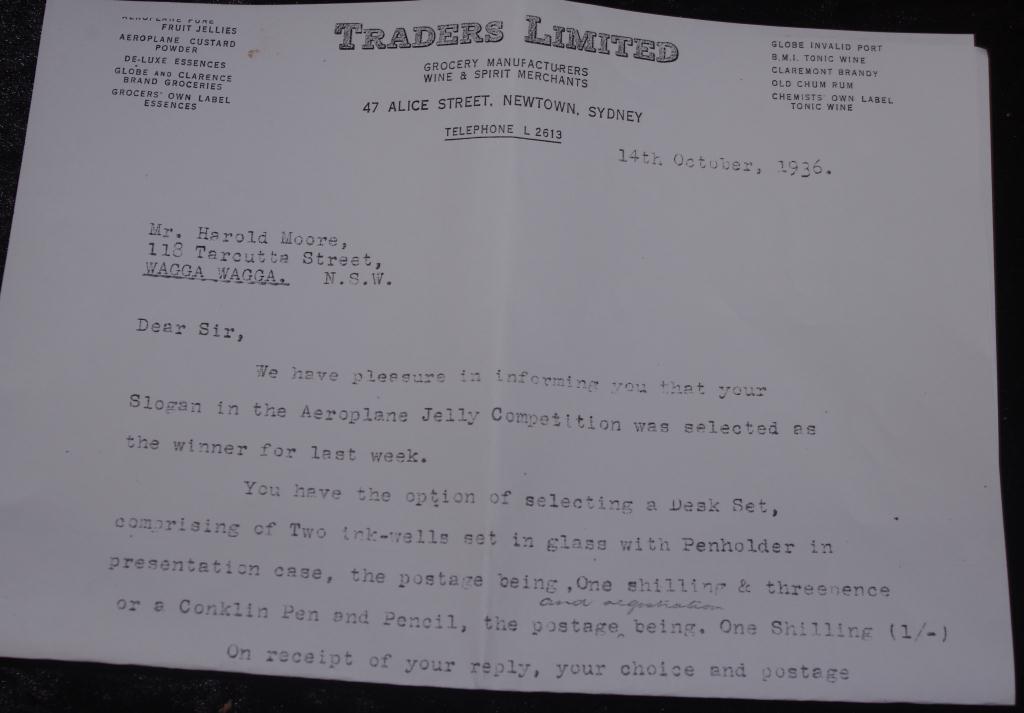 AEROPLANE PURE
FRUIT JELLIES
AEROPLANE CUSTARD
POWDER
DE-LUXE ESSENCES
GLOBE AND CLARENCE
BRAND GROCERIES
GROCERS' OWN LABEL
ESSENCES
TRADERS LIMITED
GROCERY MANUFACTURERS
WINE & SPIRIT MERCHANTS
47 ALICE STREET, NEWTOWN, SYDNEY
TELEPHONE L 2613
GLOBE INVALID PORT
B.M.I. TONIC WINE
CLAREMONT BRANDY
OLD CHUM RUM
CHEMISTS' OWN LABEL
TONIC WINE
14th October, 1936.
Mr. Harold Moore,
118 Tarcutta Street,
WAGGA WAGGA. N.S.W.
Dear Sir,
We have pleasure in informing you that your
Slogan in the Aeroplane Jelly Competition was selected as
the winner for last week.
You have the option of selecting a Desk Set,
comprising of Two ink-wells set in glass with Penholder in
presentation case, the postage being ,One shilling & threepence
and registration
or a Conklin Pen and Pencil, the postage being. One Shilling (1/-)
On receipt of your reply, your choice and postage